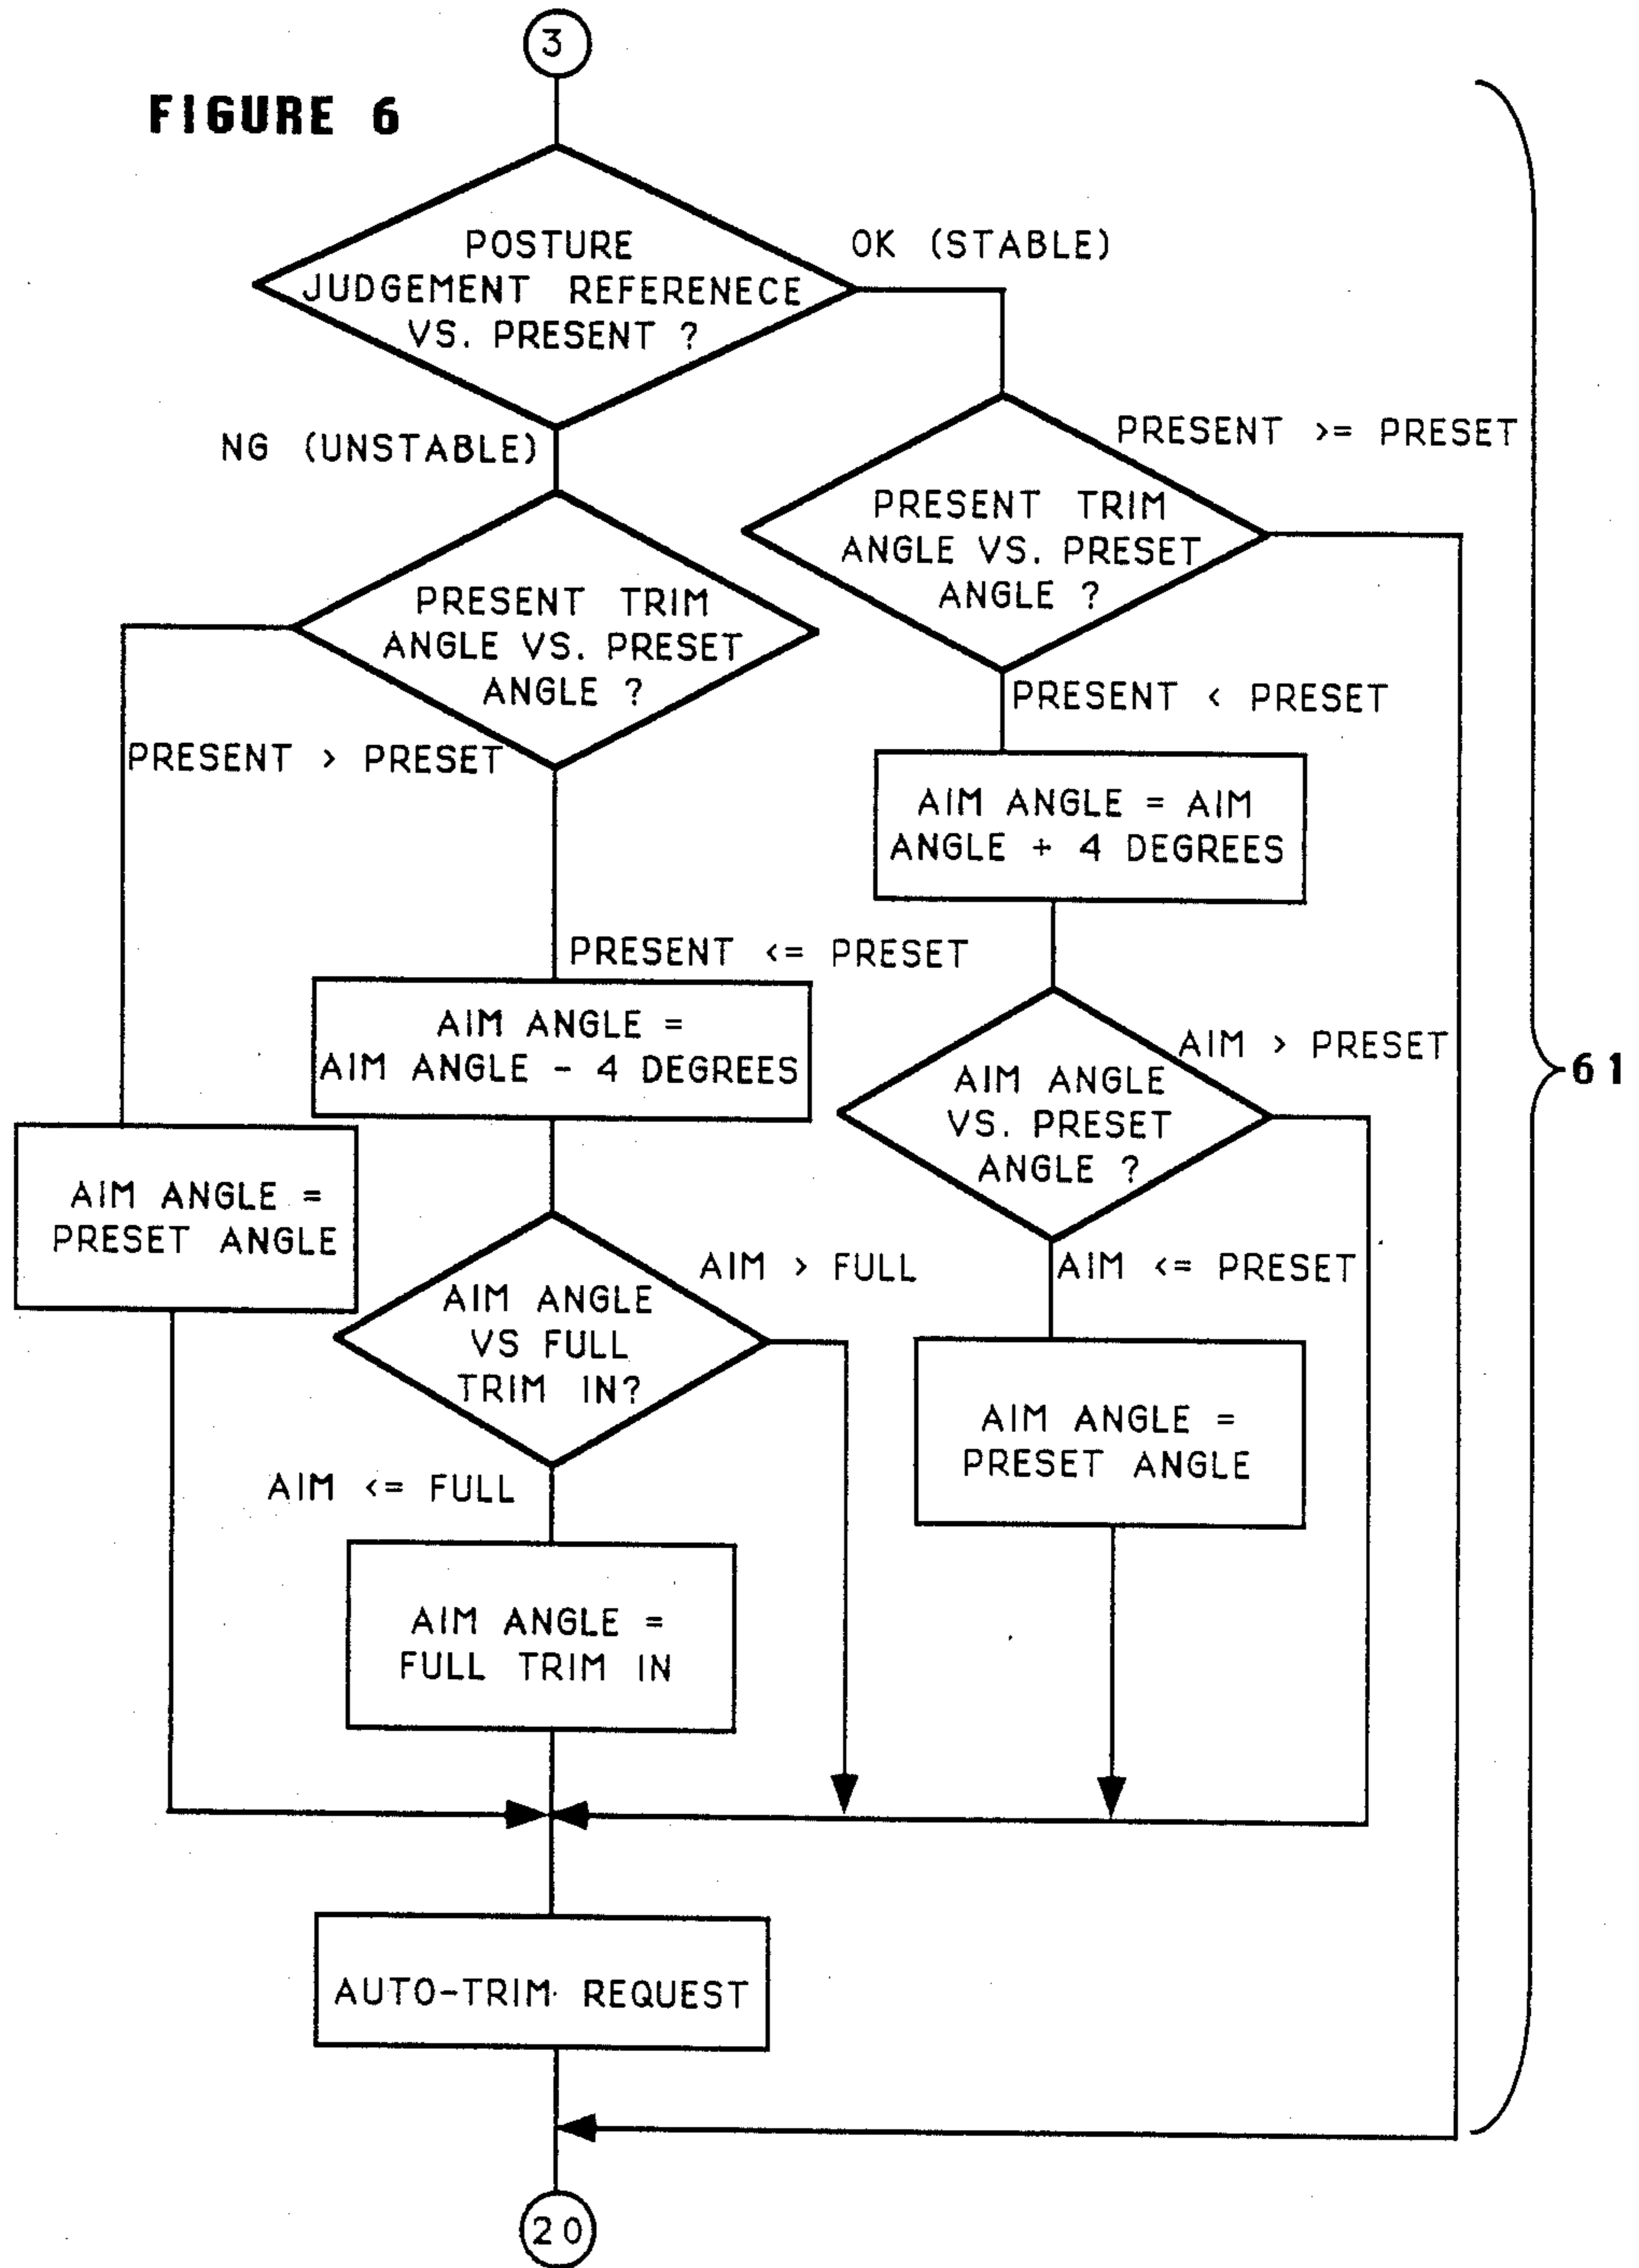 3
FIGURE 6
POSTURE
JUDGEMENT REFERENECE
VS. PRESENT ?
OK (STABLE)
NG (UNSTABLE)
PRESENT TRIM
ANGLE VS. PRESET
ANGLE ?
PRESENT >= PRESET
PRESENT TRIM
ANGLE VS. PRESET
ANGLE ?
PRESENT > PRESET
PRESENT < PRESET
AIM ANGLE = AIM
ANGLE + 4 DEGREES
PRESENT <= PRESET
AIM ANGLE =
AIM ANGLE - 4 DEGREES
AIM ANGLE
VS. PRESET
ANGLE ?
AIM > PRESET
61
AIM ANGLE =
PRESET ANGLE
AIM ANGLE
VS FULL
TRIM IN?
AIM > FULL
AIM <= PRESET
AIM ANGLE =
PRESET ANGLE
AIM <= FULL
AIM ANGLE =
FULL TRIM IN
AUTO-TRIM REQUEST
20